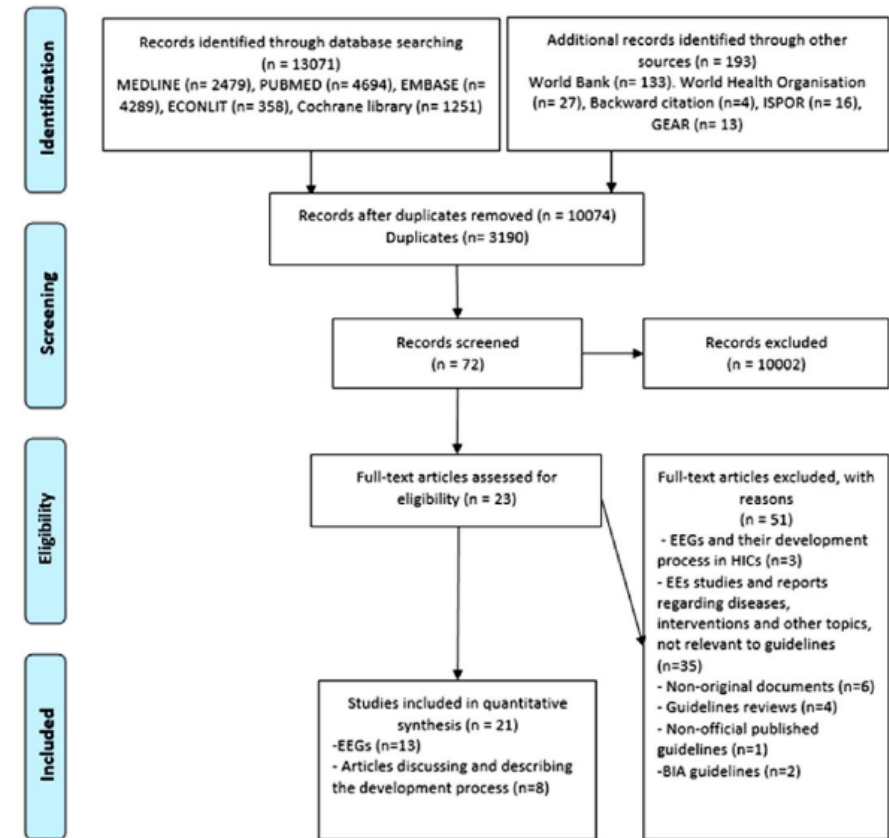 Identification
Records identified through database searching
(n = 13071)
MEDLINE (n= 2479), PUBMED (n= 4694), EMBASE (n=
4289), ECONLIT (n= 358), Cochrane library (n= 1251)
Additional records identified through other
sources (n = 193)
World Bank (n= 133). World Health Organisation
(n= 27), Backward citation (n=4), ISPOR (n= 16),
GEAR (n= 13)
Records after duplicates removed (n = 10074)
Duplicates (n= 3190)
Screening
Records screened
(n = 72)
Records excluded
(n = 10002)
Eligibility
Full-text articles assessed for
eligibility (n = 23)
Full-text articles excluded, with
reasons
(n = 51)
- EEGs and their development
process in HICs (n=3)
- EEs studies and reports
regarding diseases,
interventions and other topics,
not relevant to guidelines
(n=35)
- Non-original documents (n=6)
- Guidelines reviews (n=4)
- Non-official published
guidelines (n=1)
-BIA guidelines (n=2)
Included
Studies included in quantitative
synthesis (n = 21)
-EEGs (n=13)
- Articles discussing and describing
the development process (n=8)